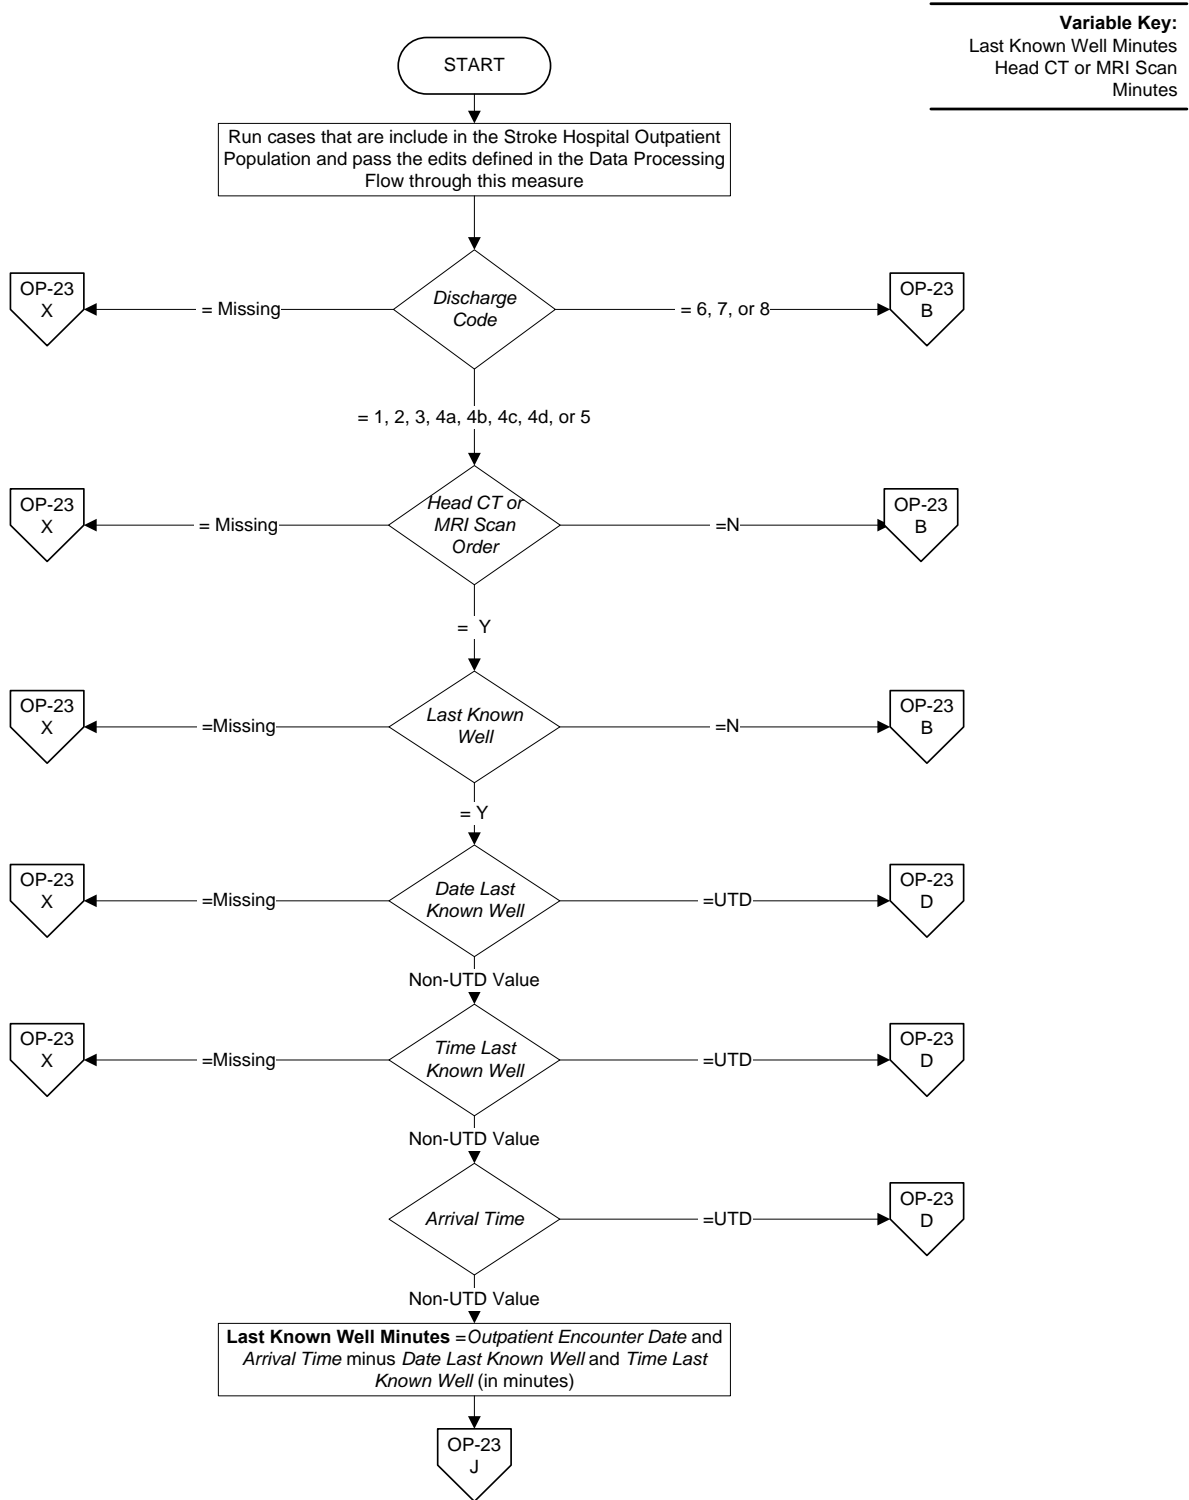 Variable Key:
Last Known Well Minutes
Head CT or MRI Scan
Minutes
START
Run cases that are include in the Stroke Hospital Outpatient
Population and pass the edits defined in the Data Processing
Flow through this measure
OP-23
X
= Missing
Discharge
Code
= 6, 7, or 8
OP-23
B
= 1, 2, 3, 4a, 4b, 4c, 4d, or 5
OP-23
X
= Missing
Head CT or
MRI Scan
Order
=N
OP-23
B
= Y
OP-23
X
=Missing
Last Known
Well
=N
OP-23
B
= Y
OP-23
X
=Missing
Date Last
Known Well
=UTD
OP-23
D
Non-UTD Value
OP-23
X
=Missing
Time Last
Known Well
=UTD
OP-23
D
Non-UTD Value
Arrival Time
=UTD
OP-23
D
Non-UTD Value
Last Known Well Minutes =Outpatient Encounter Date and
Arrival Time minus Date Last Known Well and Time Last
Known Well (in minutes)
OP-23
J